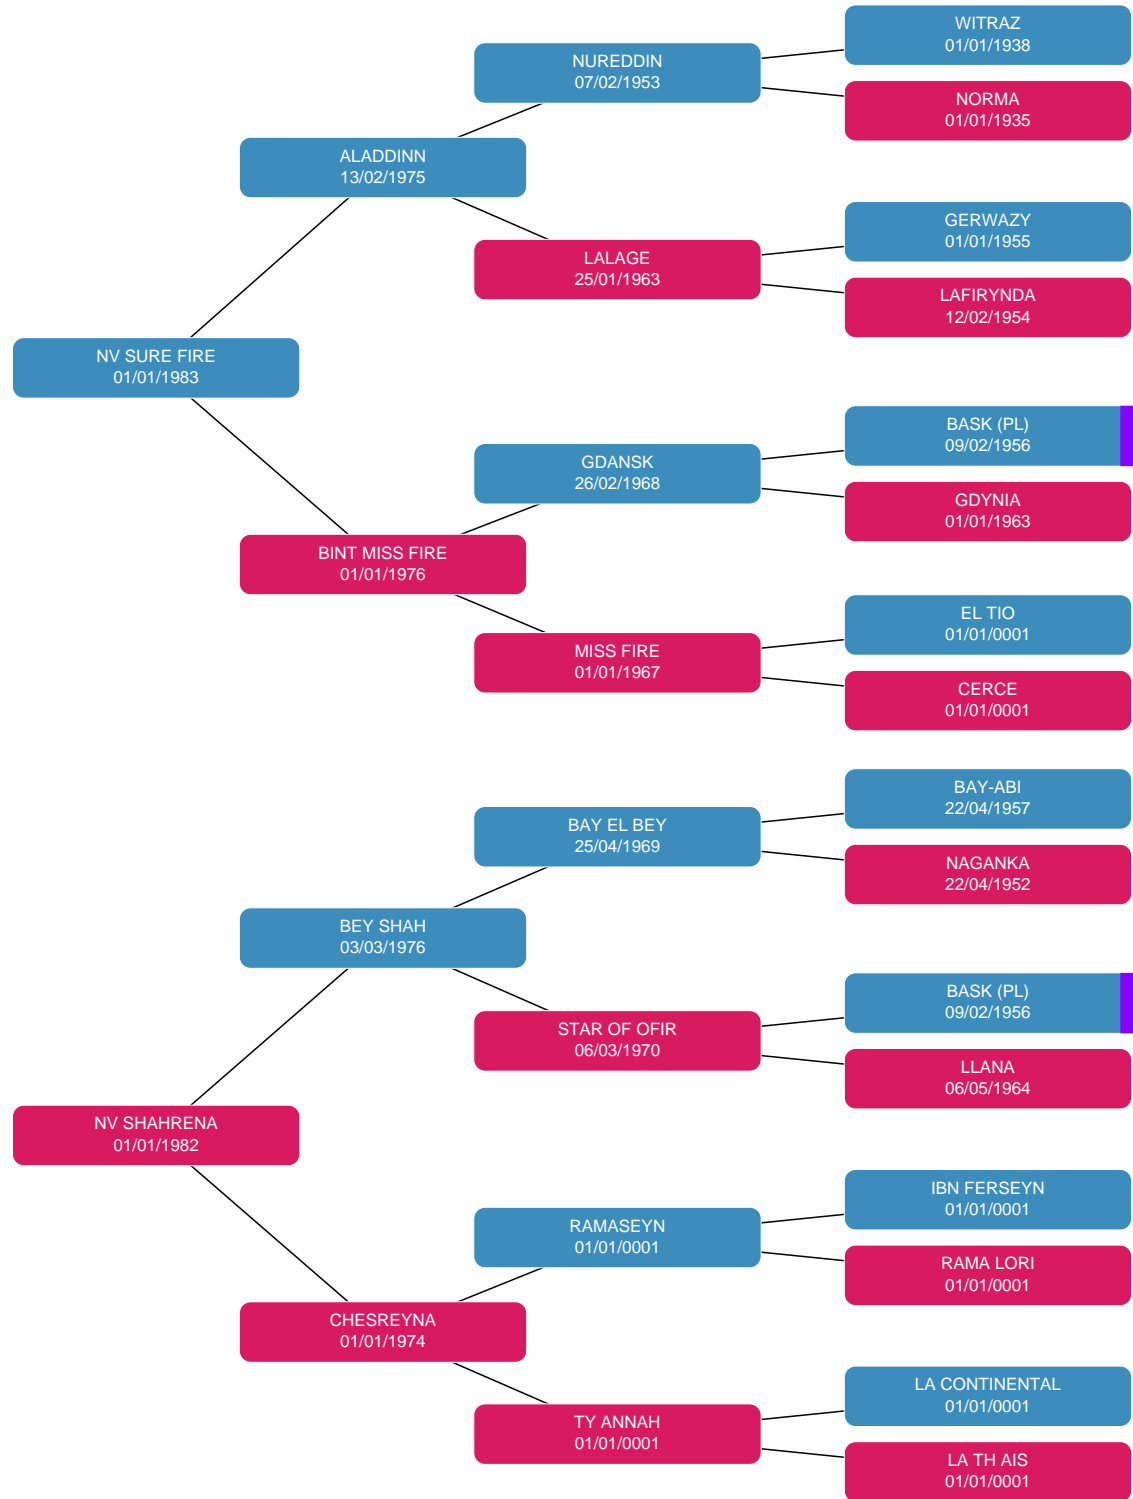 WITRAZ
01/01/1938
NUREDDIN
07/02/1953
NORMA
01/01/1935
ALADDINN
13/02/1975
GERWAZY
01/01/1955
LALAGE
25/01/1963
LAFIRYNDA
12/02/1954
NV SURE FIRE
01/01/1983
BASK (PL)
09/02/1956
GDANSK
26/02/1968
GDYNIA
01/01/1963
BINT MISS FIRE
01/01/1976
EL TIO
01/01/0001
MISS FIRE
01/01/1967
CERCE
01/01/0001
BAY-ABI
22/04/1957
BAY EL BEY
25/04/1969
NAGANKA
22/04/1952
BEY SHAH
03/03/1976
BASK (PL)
09/02/1956
STAR OF OFIR
06/03/1970
LLANA
06/05/1964
NV SHAHRENA
01/01/1982
IBN FERSEYN
01/01/0001
RAMASEYN
01/01/0001
RAMA LORI
01/01/0001
CHESREYNA
01/01/1974
LA CONTINENTAL
01/01/0001
TY ANNAH
01/01/0001
LA TH AIS
01/01/0001